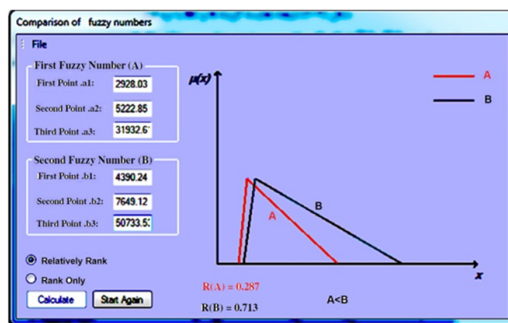 Comparison of fuzzy numbers
File
First Fuzzy Number (A)
First Point .a1: 2928.03
Second Point .a2: 5222.85
Third Point .a3: 31932.6
Second Fuzzy Number (B)
First Point .b1: 4390.24
Second Point .b2: 7649.12
Third Point .b3: 50733.5
Relatively Rank
Rank Only
Calculate Start Again
μ(x)
A
B
B
A
x
R(A) = 0.287
R(B) = 0.713
A<B